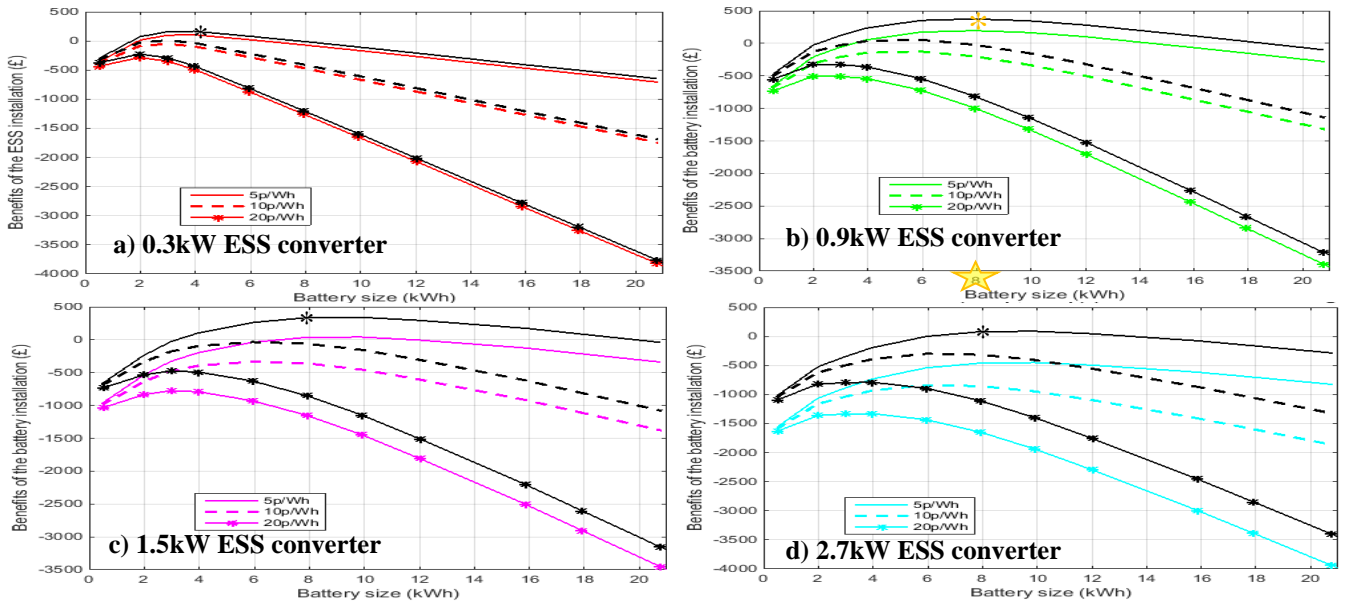 500
0
-500
-1000
-1500
-2000
-2500
-3000
-3500
-4000
Benefits of the ESS installation (£)
5p/Wh
10p/Wh
20p/Wh
a) 0.3kW ESS converter
0 2 4 6 8 10 12 14 16 18 20
Battery size (kWh)
500
0
-500
-1000
-1500
-2000
-2500
-3000
-3500
Benefits of the battery installation (£)
5p/Wh
10p/Wh
20p/Wh
b) 0.9kW ESS converter
0 2 4 6 8 10 12 14 16 18 20
Battery size (kWh)
500
0
-500
-1000
-1500
-2000
-2500
-3000
-3500
Benefits of the battery installation (£)
5p/Wh
10p/Wh
20p/Wh
c) 1.5kW ESS converter
0 2 4 6 8 10 12 14 16 18 20
Battery size (kWh)
500
0
-500
-1000
-1500
-2000
-2500
-3000
-3500
-4000
Benefits of the battery installation (£)
5p/Wh
10p/Wh
20p/Wh
d) 2.7kW ESS converter
0 2 4 6 8 10 12 14 16 18 20
Battery size (kWh)